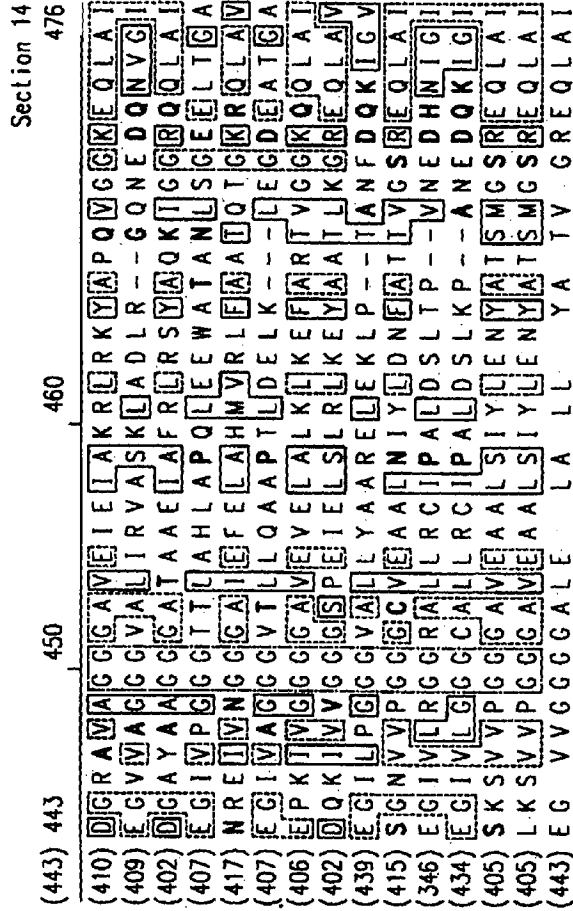 Section 14
(443) 443 450 460 476
(410) D G R A V A G G G A V E I E I A K R L R K Y A P Q V G G K E Q L A I
(409) E G V V A G G G V A L I R V A S K L A D L R - - G Q N E D Q N V G I
(402) D G A Y A A G G G A T A A E I A F R L R S Y A Q K I G G R Q Q L A I
(407) E G I V P G G G T T L A H L A P Q L E E W A T A N L S G E E L T G A
(417) N R E I V N G G G A I E F E L A H M V R L F A A T Q T G K R Q L A V
(407) E G I V A G G G V T L L Q A A P T L D E L K - - - L E G D E A T G A
(406) E P K I V V G G G A V E V E L A L K L K E F A R T V G G K Q Q L A I
(402) D Q K I V V G G G S P E I E L S L R L K E Y A A T L K G R E Q L A V
(439) E G I L P G G G V A L L Y A A R E L E K L P - - T A N F D Q K I G V
(415) S G N V V P G G G C V E A A L N I Y L D N F A T T V G S R E Q L A I
(346) E G I V L R G G R A L L R C I P A L D S L T P - - V N E D H N I G I
(434) E G I V L G G G C A L L R C I P A L D S L K P - - A N E D Q K I G I
(405) S K S V V P G G G A V E A A L S I Y L E N Y A T S M G S R E Q L A I
(405) L K S V V P G G G A V E A A L S I Y L E N Y A T S M G S R E Q L A I
(443) E G V V G G G A L E L A L L Y A T V G R E Q L A I